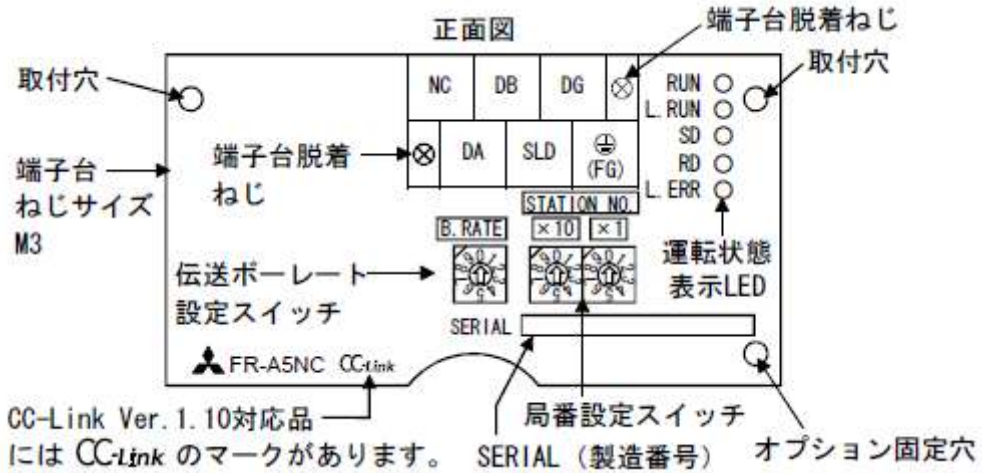 正面図
端子台脱着ねじ
取付穴
取付穴
NC DB DG
RUN
L.RUN
SD
RD
L.ERR
端子台脱着
ねじ
DA SLD (FG)
端子台
ねじサイズ
M3
STATION NO.
B.RATE ×10 ×1
運転状態
表示LED
伝送ボーレート
設定スイッチ
SERIAL
FR-A5NC CC-Link
CC-Link Ver.1.10対応品
には CC-Link のマークがあります。
局番設定スイッチ
SERIAL (製造番号)
オプション固定穴